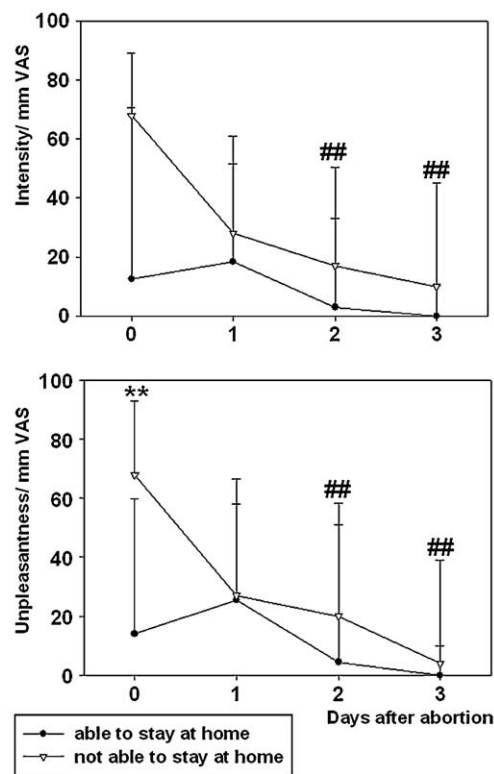 Intensity/ mm VAS
100
80
60
40
20
0
## ##
0 1 2 3
Unpleasantness/ mm VAS
100
80
60
40
20
0
** ## ##
0 1 2 3
Days after abortion
able to stay at home
not able to stay at home